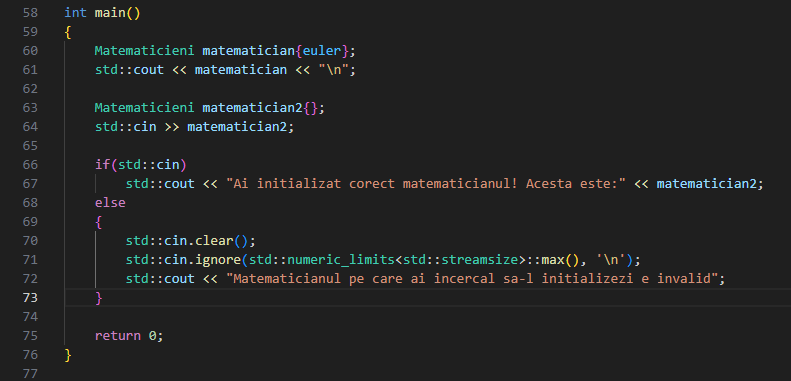 58 int main()
59 {
60 Matematicieni matematician{euler};
61 std::cout << matematician << "\n";
62
63 Matematicieni matematician2{};
64 std::cin >> matematician2;
65
66 if(std::cin)
67 std::cout << "Ai initializat corect matematicianul! Acesta este:" << matematician2;
68 else
69 {
70 std::cin.clear();
71 std::cin.ignore(std::numeric_limits<std::streamsize>::max(), '\n');
72 std::cout << "Matematicianul pe care ai incercal sa-l initializezi e invalid";
73 }
74
75 return 0;
76 }
77